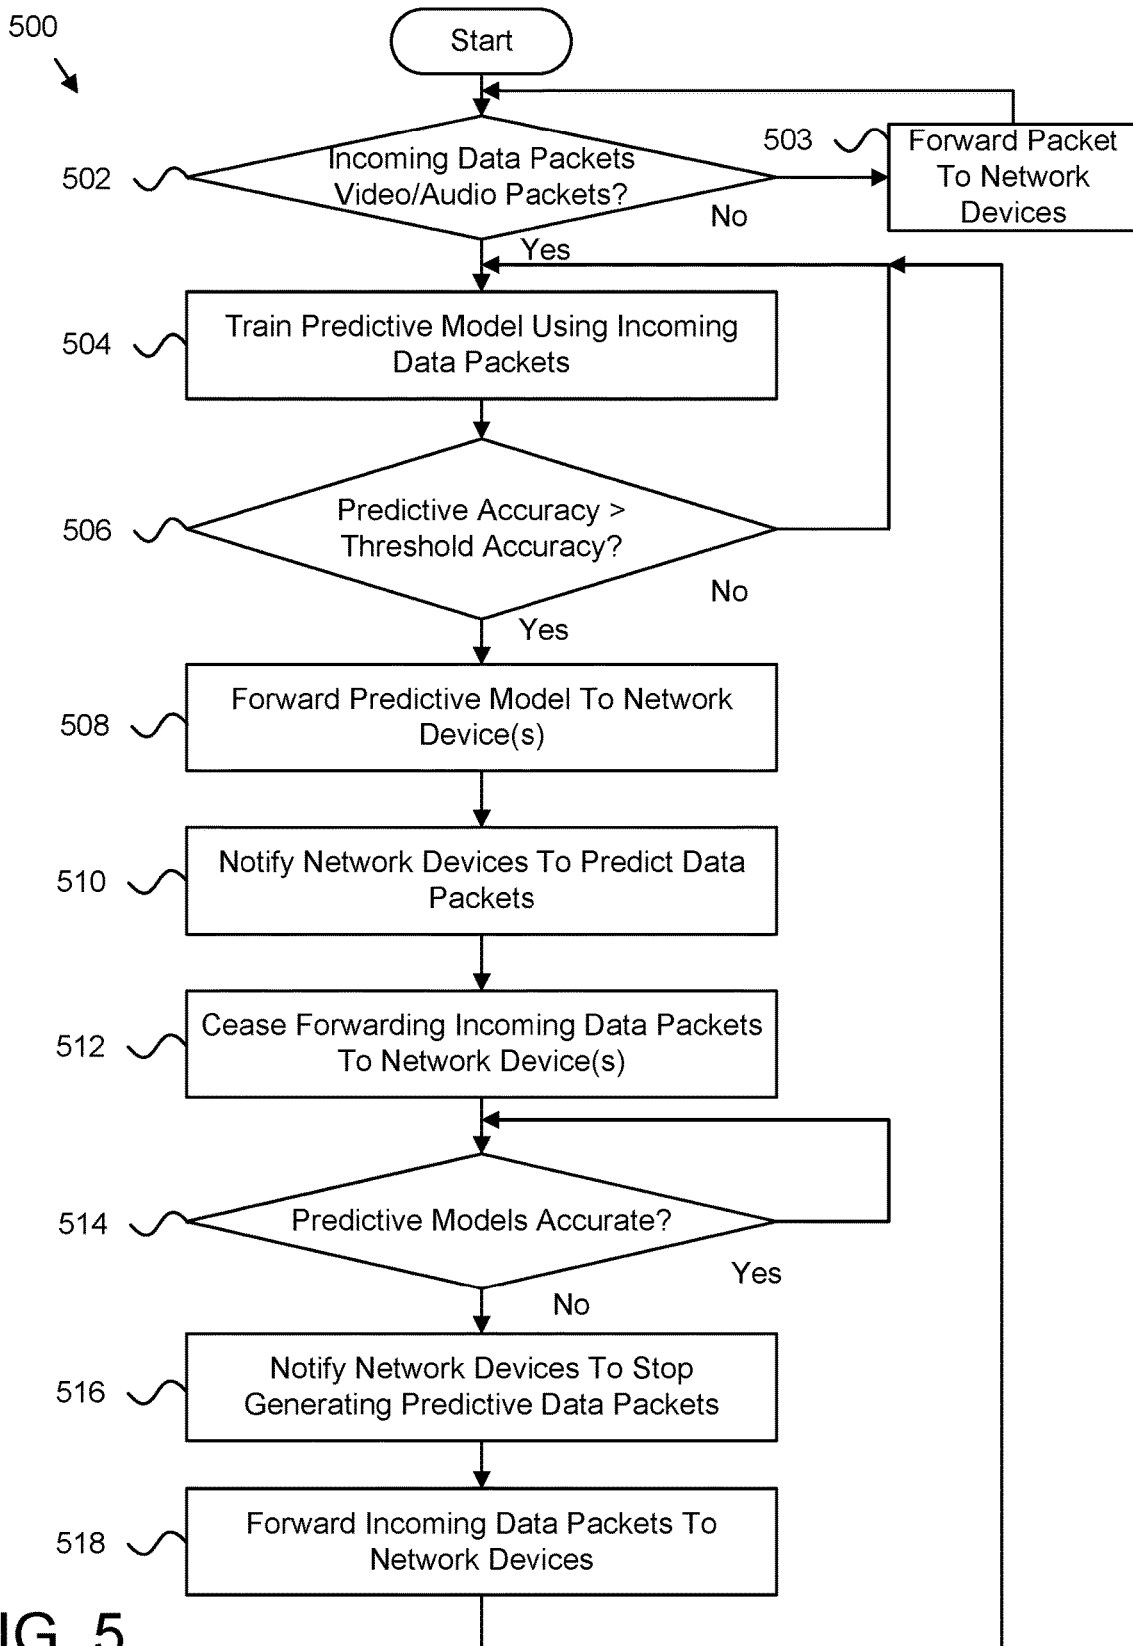 500
Start
502
Incoming Data Packets
Video/Audio Packets?
No
503
Forward Packet
To Network
Devices
Yes
504
Train Predictive Model Using Incoming
Data Packets
506
Predictive Accuracy >
Threshold Accuracy?
No
Yes
508
Forward Predictive Model To Network
Device(s)
510
Notify Network Devices To Predict Data
Packets
512
Cease Forwarding Incoming Data Packets
To Network Device(s)
514
Predictive Models Accurate?
Yes
No
516
Notify Network Devices To Stop
Generating Predictive Data Packets
518
Forward Incoming Data Packets To
Network Devices
IG. 5